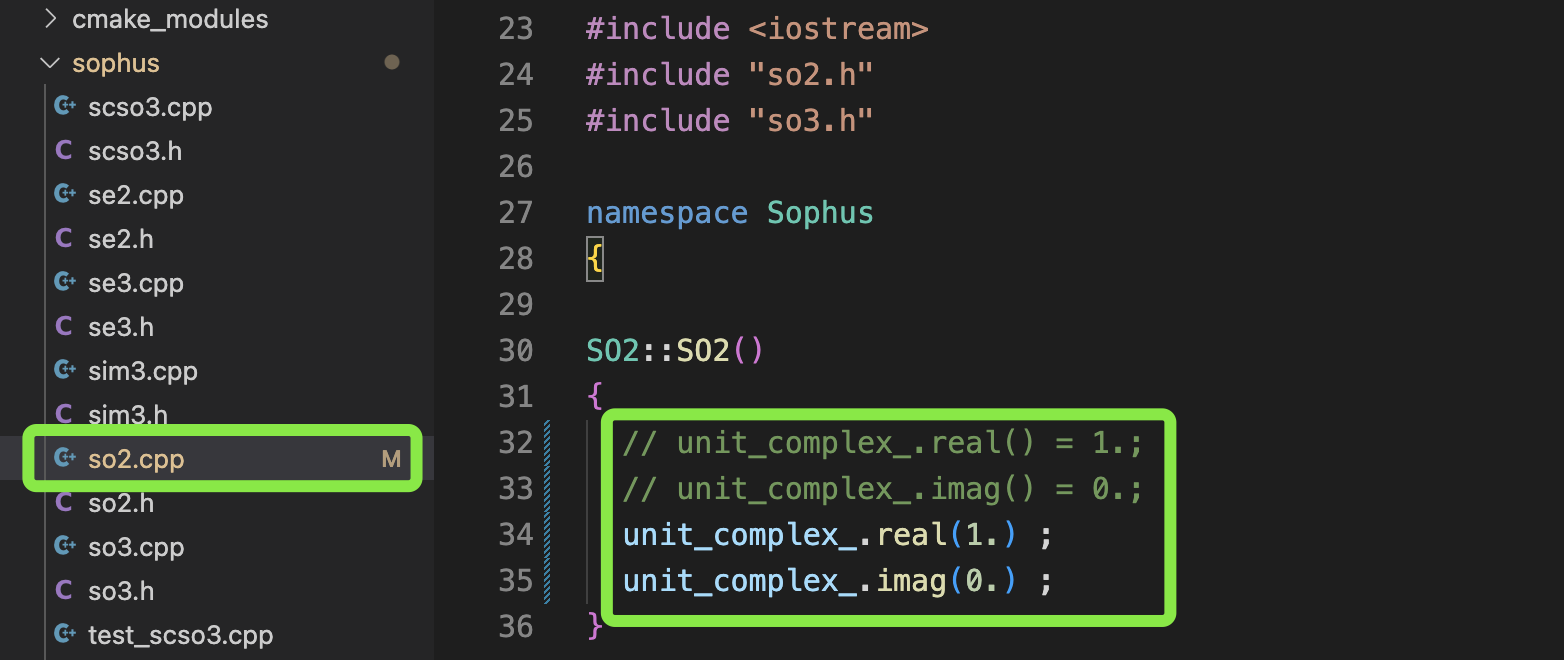 cmake_modules
sophus
scso3.cpp
scso3.h
se2.cpp
se2.h
se3.cpp
se3.h
sim3.cpp
sim3.h
so2.cpp M
so2.h
so3.cpp
so3.h
test_scso3.cpp
23 #include <iostream>
24 #include "so2.h"
25 #include "so3.h"
26
27 namespace Sophus
28 {
29
30 SO2::SO2()
31 {
32 // unit_complex_.real() = 1.;
33 // unit_complex_.imag() = 0.;
34 unit_complex_.real(1.) ;
35 unit_complex_.imag(0.) ;
36 }